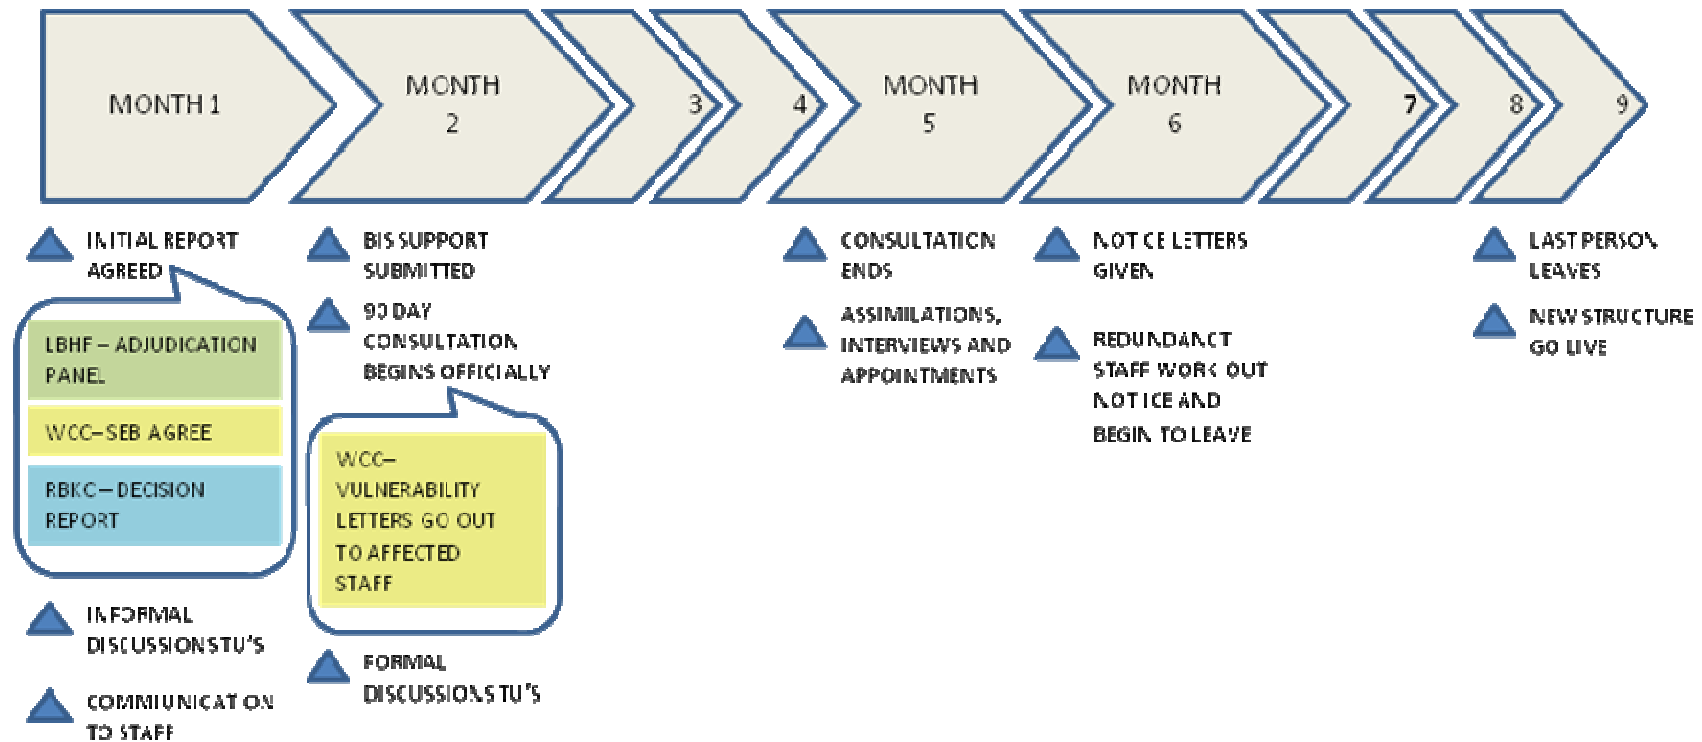 MONTH 1
MONTH
2
3
4
MONTH
5
MONTH
6
7
8
9
INITIAL REPORT
AGREED
LBHF – ADJUDICATION
PANEL
WCC– SEB AGREE
RBKC – DECISION
REPORT
INFORMAL
DISCUSSIONS TU'S
COMMUNICATION
TO STAFF
BIS SUPPORT
SUBMITTED
90 DAY
CONSULTATION
BEGINS OFFICIALLY
WCC–
VULNERABILITY
LETTERS GO OUT
TO AFFECTED
STAFF
FORMAL
DISCUSSIONS TU'S
CONSULTATION
ENDS
ASSIMILATIONS,
INTERVIEWS AND
APPOINTMENTS
NOTICE LETTERS
GIVEN
REDUNDANCT
STAFF WORK OUT
NOTICE AND
BEGIN TO LEAVE
LAST PERSON
LEAVES
NEW STRUCTURE
GO LIVE